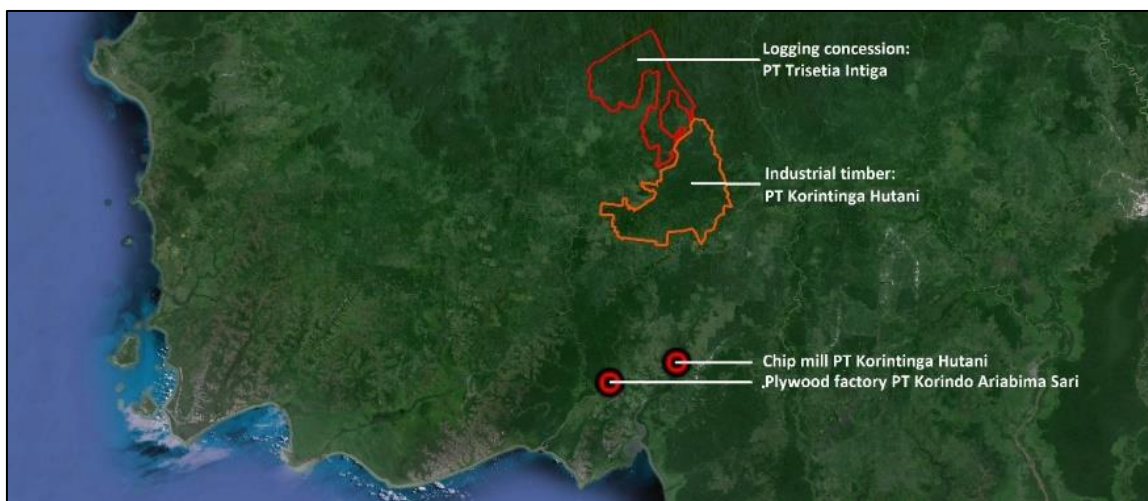 Logging concession:
PT Trisetia Intiga
Industrial timber:
PT Korintinga Hutani
Chip mill PT Korintinga Hutani
.Plywood factory PT Korindo Ariabima Sari